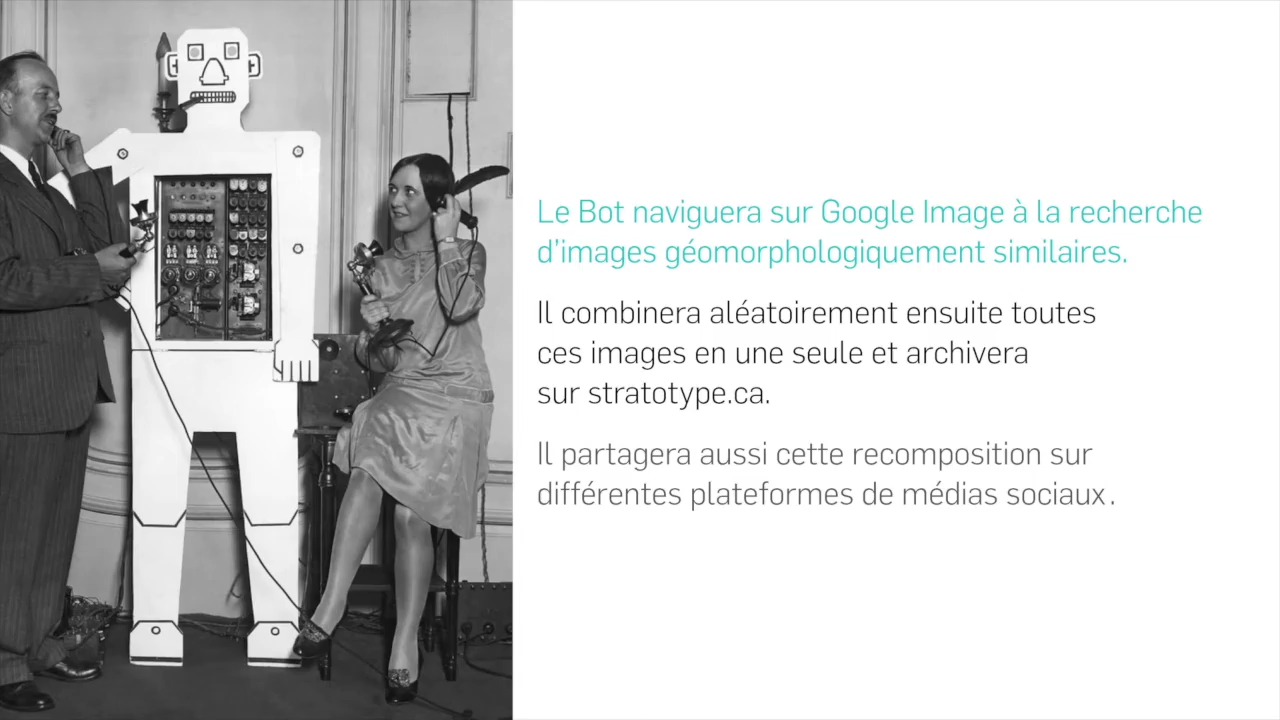 Le Bot naviguera sur Google Image à la recherche
d'images géomorphologiquement similaires.
Il combinera aléatoirement ensuite toutes
ces images en une seule et archivera
sur stratotype.ca.
Il partagera aussi cette recomposition sur
différentes plateformes de médias sociaux.